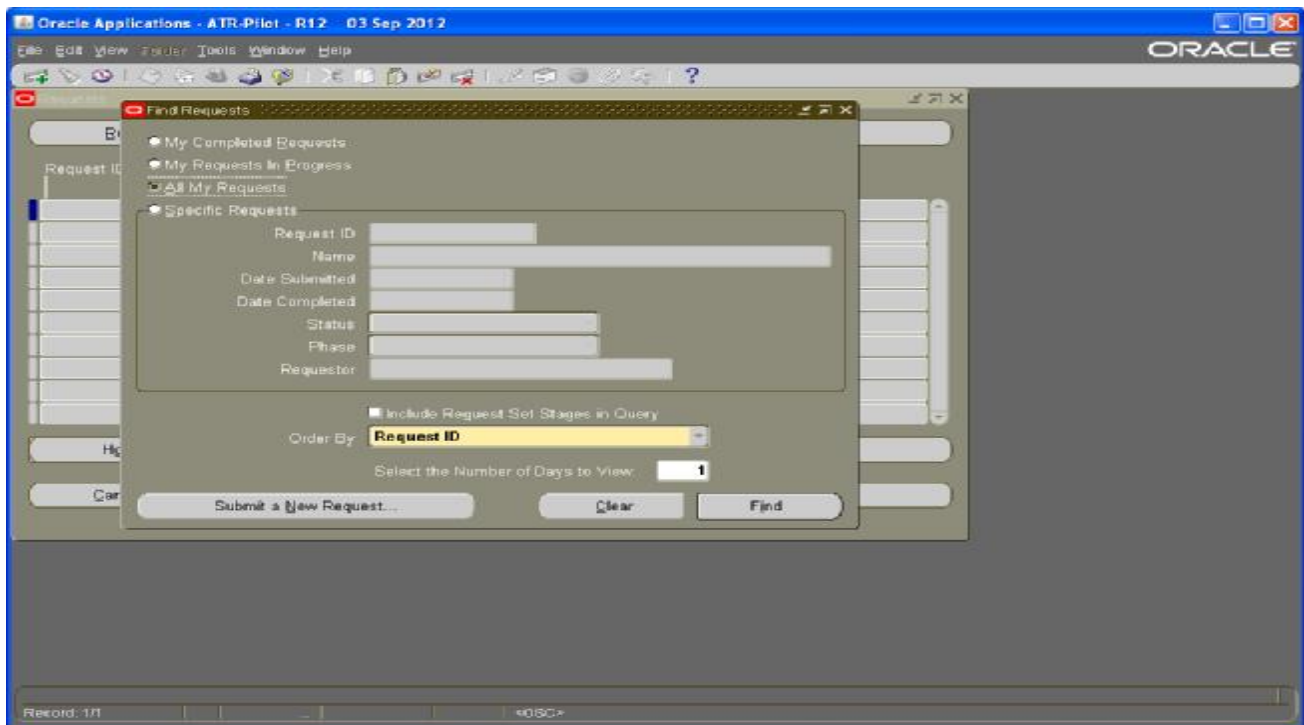 Oracle Applications - ATR-Pilot - R12 03 Sep 2012
File Edit View Folder Tools Window Help
ORACLE
Find Requests
My Completed Requests
My Requests In Progress
Request ID
All My Requests
Specific Requests
Request ID
Name
Date Submitted
Date Completed
Status
Phase
Requestor
Include Request Set Stages in Query
Order By Request ID
Select the Number of Days to View: 1
Submit a New Request... Clear Find
Record: 1/1 <OSC>